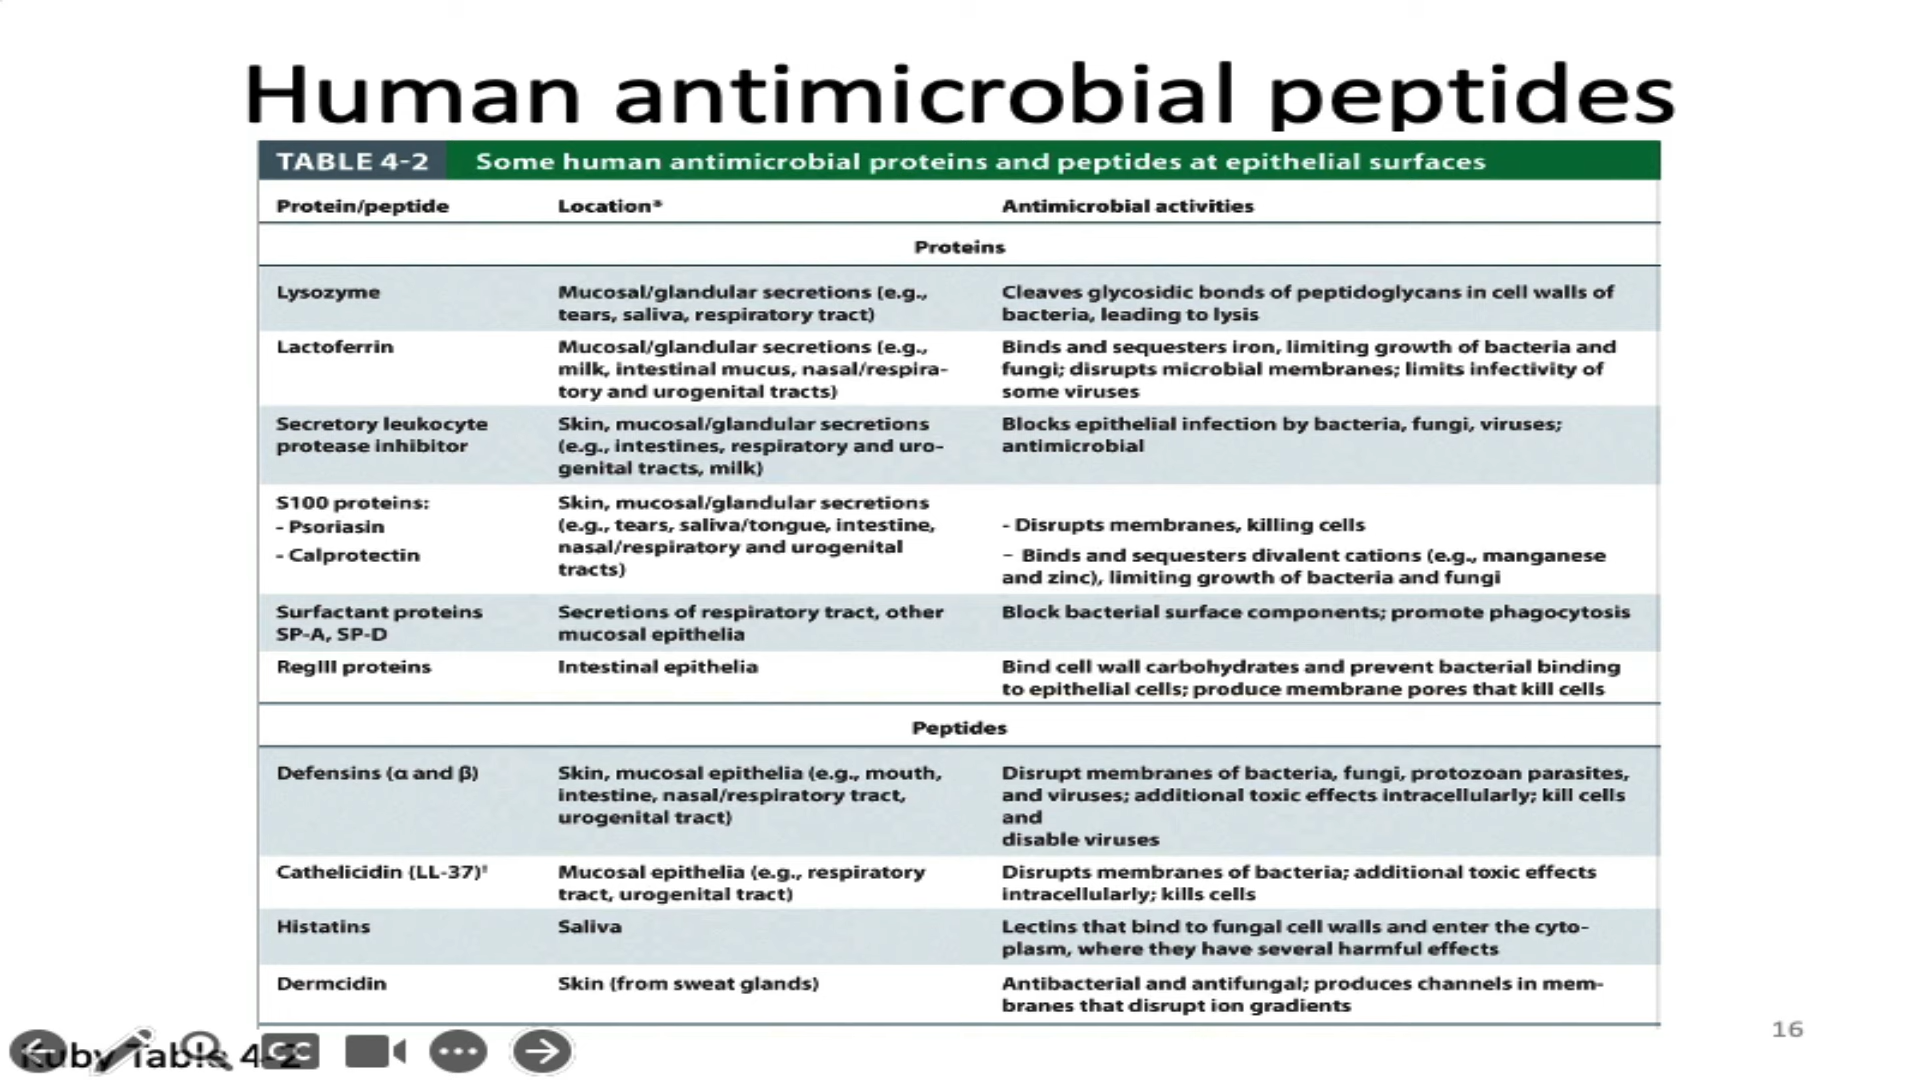 Human antimicrobial peptides
TABLE 4-2 Some human antimicrobial proteins and peptides at epithelial surfaces
Protein/peptide Location* Antimicrobial activities
Proteins
Lysozyme Mucosal/glandular secretions (e.g., Cleaves glycosidic bonds of peptidoglycans in cell walls of
tears, saliva, respiratory tract) bacteria, leading to lysis
Lactoferrin Mucosal/glandular secretions (e.g., Binds and sequesters iron, limiting growth of bacteria and
milk, intestinal mucus, nasal/respira- fungi; disrupts microbial membranes; limits infectivity of
tory and urogenital tracts) some viruses
Secretory leukocyte Skin, mucosal/glandular secretions Blocks epithelial infection by bacteria, fungi, viruses;
protease inhibitor (e.g., intestines, respiratory and uro- antimicrobial
genital tracts, milk)
S100 proteins: Skin, mucosal/glandular secretions
- Psoriasin (e.g., tears, saliva/tongue, intestine, - Disrupts membranes, killing cells
- Calprotectin nasal/respiratory and urogenital – Binds and sequesters divalent cations (e.g., manganese
tracts) and zinc), limiting growth of bacteria and fungi
Surfactant proteins Secretions of respiratory tract, other Block bacterial surface components; promote phagocytosis
SP-A, SP-D mucosal epithelia
RegIII proteins Intestinal epithelia Bind cell wall carbohydrates and prevent bacterial binding
to epithelial cells; produce membrane pores that kill cells
Peptides
Defensins (α and β) Skin, mucosal epithelia (e.g., mouth, Disrupt membranes of bacteria, fungi, protozoan parasites,
intestine, nasal/respiratory tract, and viruses; additional toxic effects intracellularly; kill cells
urogenital tract) and
disable viruses
Cathelicidin (LL-37)† Mucosal epithelia (e.g., respiratory Disrupts membranes of bacteria; additional toxic effects
tract, urogenital tract) intracellularly; kills cells
Histatins Saliva Lectins that bind to fungal cell walls and enter the cyto-
plasm, where they have several harmful effects
Dermcidin Skin (from sweat glands) Antibacterial and antifungal; produces channels in mem-
branes that disrupt ion gradients
16
Kuby Table 4-2
CC